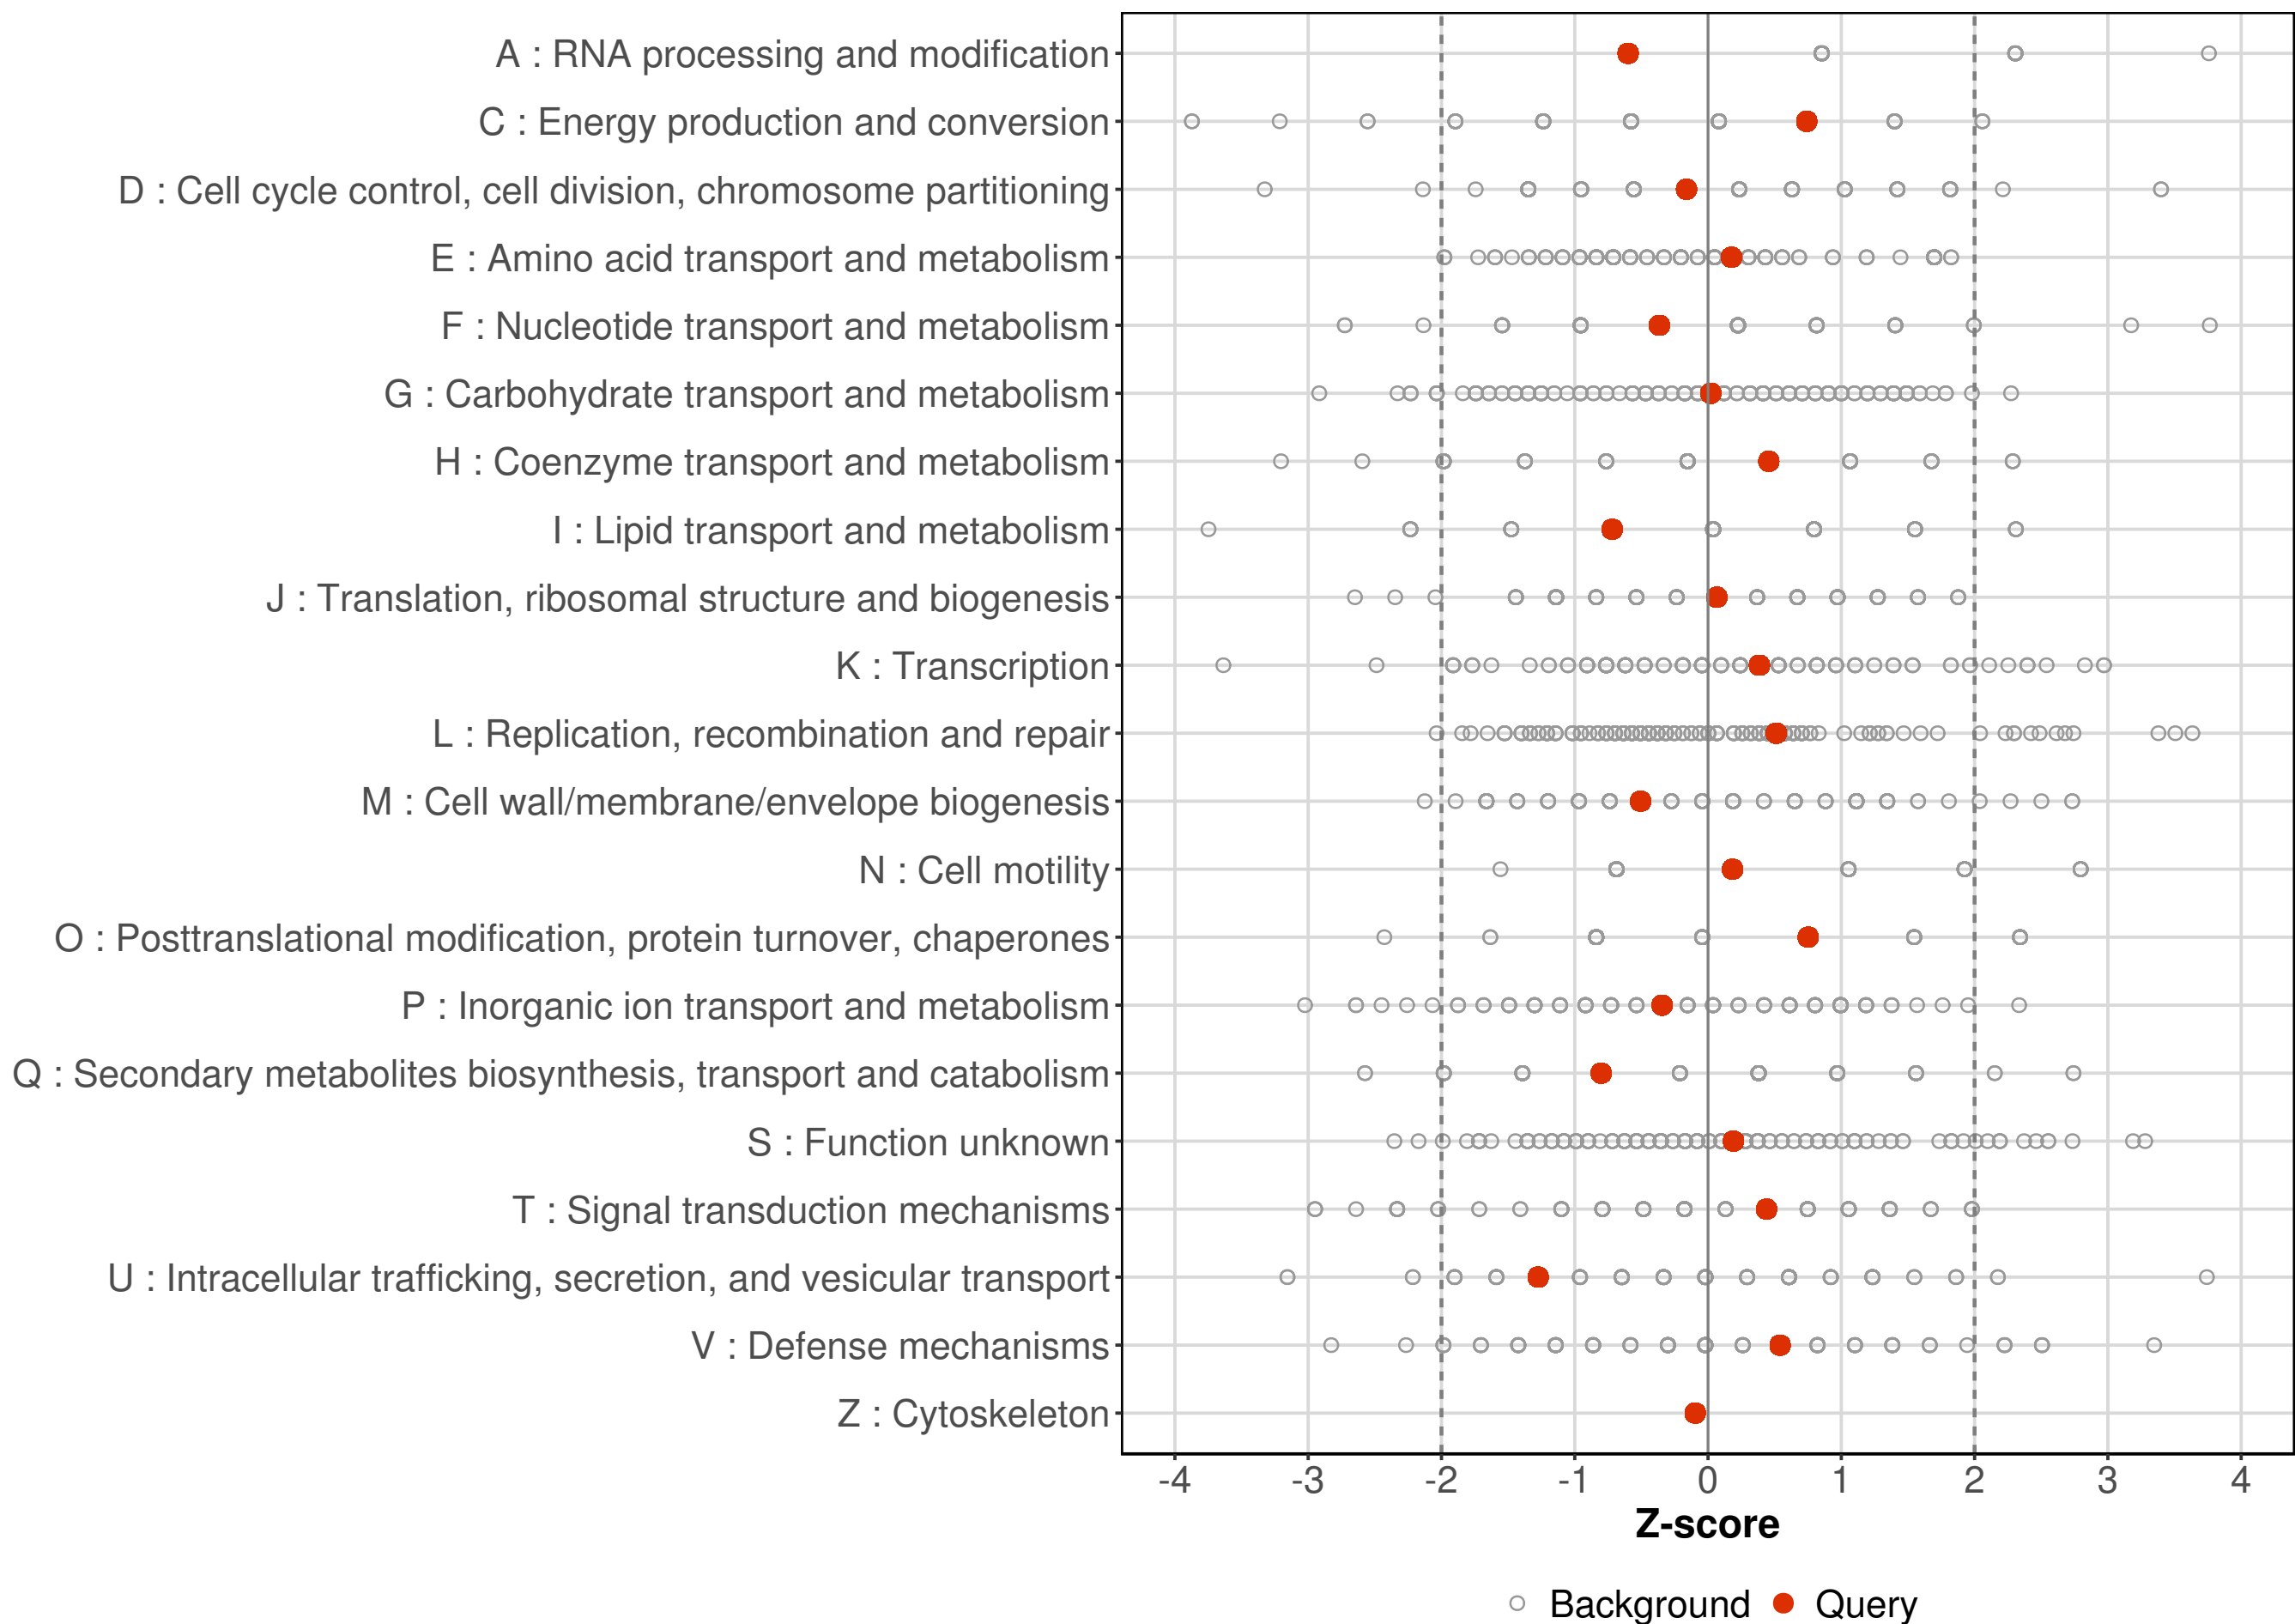 A : RNA processing and modification
C : Energy production and conversion
D : Cell cycle control, cell division, chromosome partitioning
E : Amino acid transport and metabolism
F : Nucleotide transport and metabolism
G : Carbohydrate transport and metabolism
H : Coenzyme transport and metabolism
I : Lipid transport and metabolism
J : Translation, ribosomal structure and biogenesis
K : Transcription
L : Replication, recombination and repair
M : Cell wall/membrane/envelope biogenesis
N : Cell motility
O : Posttranslational modification, protein turnover, chaperones
P : Inorganic ion transport and metabolism
Q : Secondary metabolites biosynthesis, transport and catabolism
S : Function unknown
T : Signal transduction mechanisms
U : Intracellular trafficking, secretion, and vesicular transport
V : Defense mechanisms
Z : Cytoskeleton
-4 -3 -2 -1 0 1 2 3 4
Z-score
Background Query